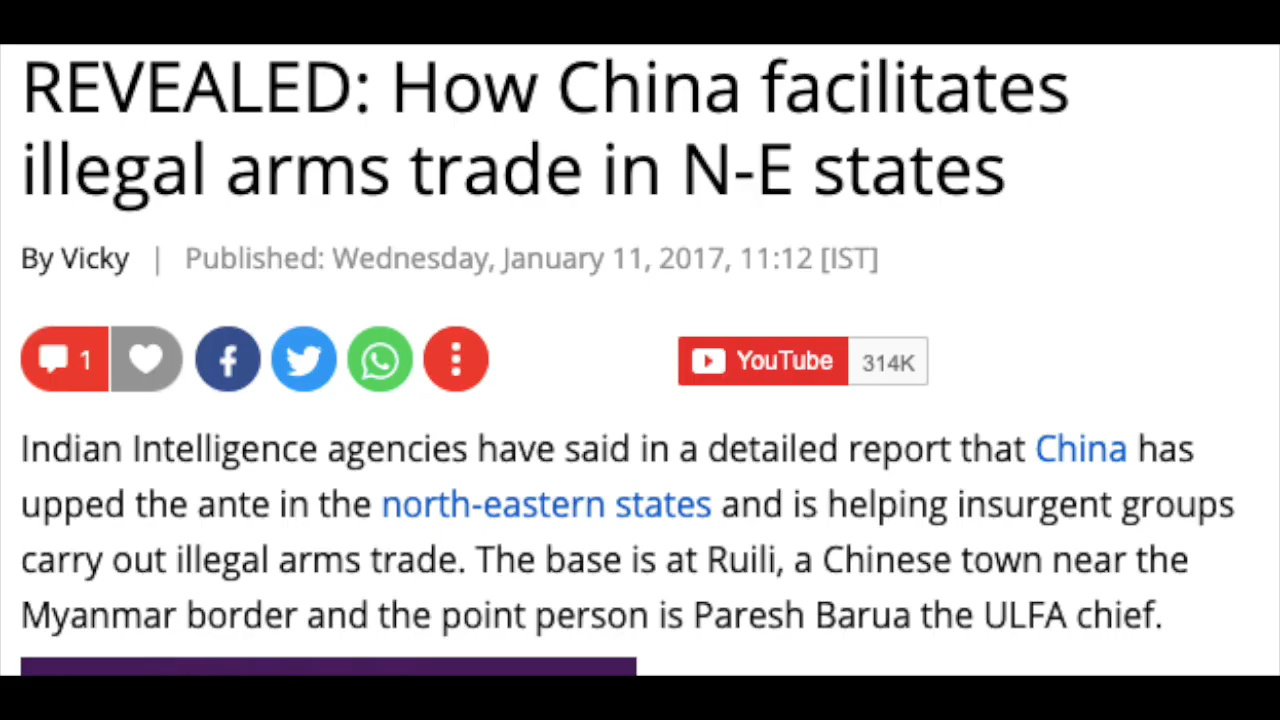 REVEALED: How China facilitates
illegal arms trade in N-E states
By Vicky | Published: Wednesday, January 11, 2017, 11:12 [IST]
1
YouTube 314K
Indian Intelligence agencies have said in a detailed report that China has
upped the ante in the north-eastern states and is helping insurgent groups
carry out illegal arms trade. The base is at Ruili, a Chinese town near the
Myanmar border and the point person is Paresh Barua the ULFA chief.